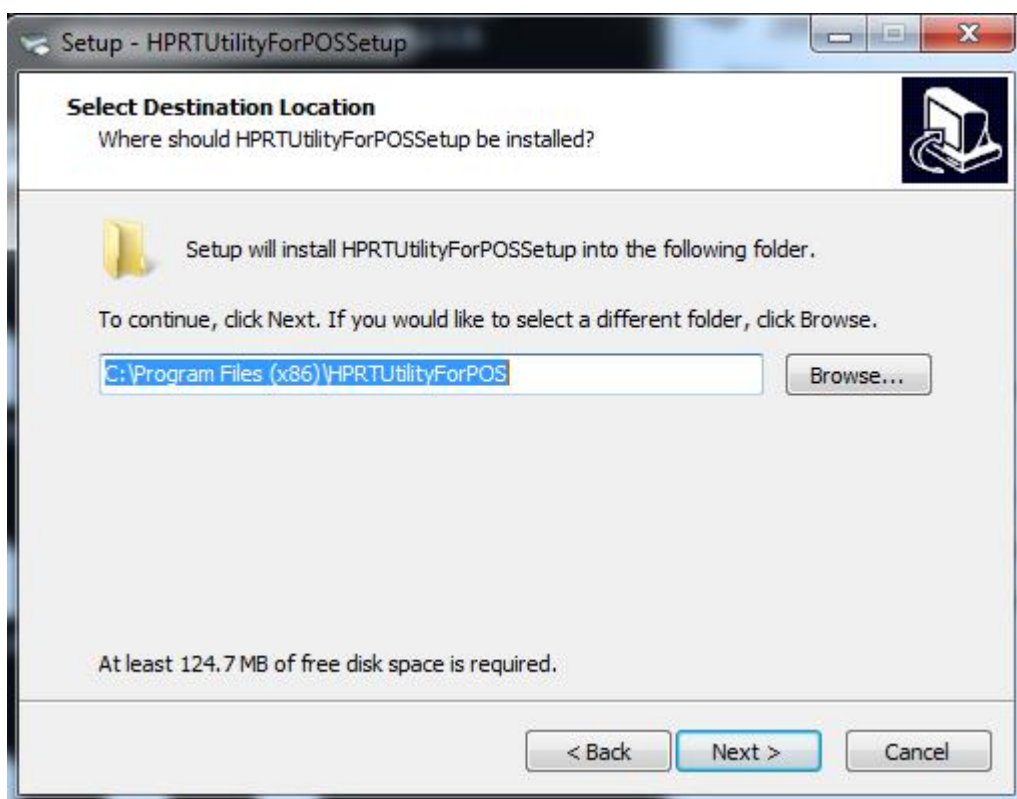 Setup - HPRTUtilityForPOSSetup
Select Destination Location
Where should HPRTUtilityForPOSSetup be installed?
Setup will install HPRTUtilityForPOSSetup into the following folder.
To continue, click Next. If you would like to select a different folder, click Browse.
C:\Program Files (x86)\HPRTUtilityForPOS
Browse...
At least 124.7 MB of free disk space is required.
< Back
Next >
Cancel